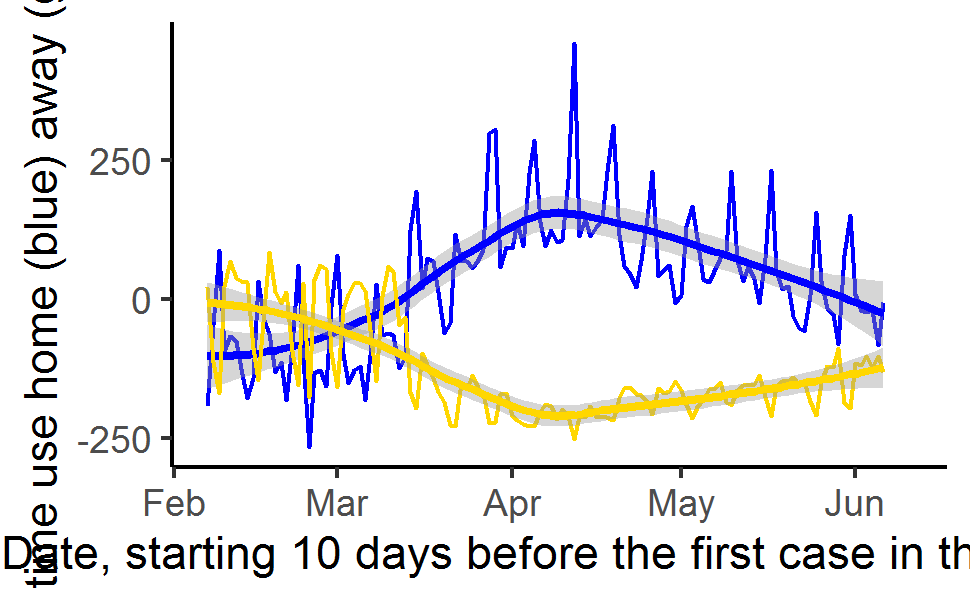 time use home (blue) away (
250
0
-250
Feb Mar Apr May Jun
Date, starting 10 days before the first case in th